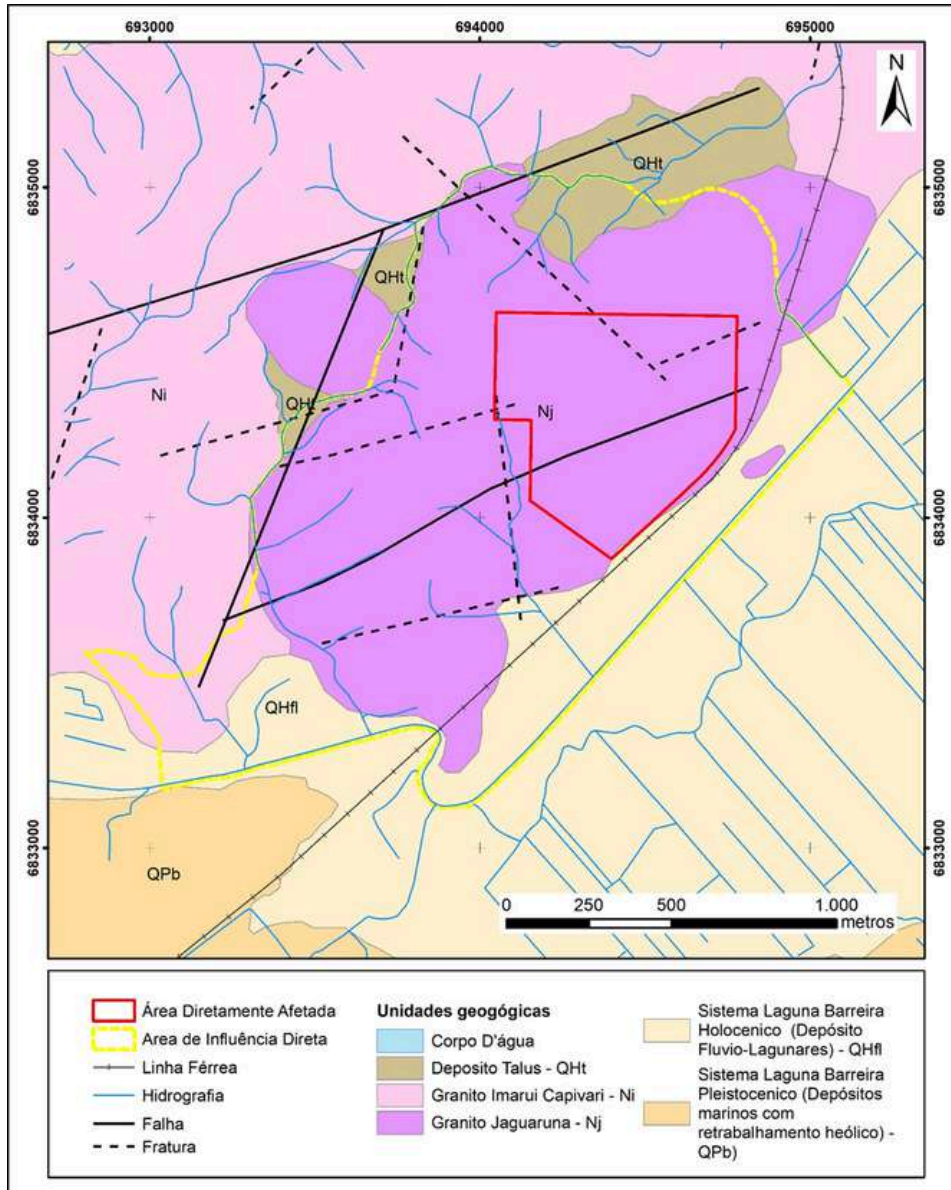 693000
694000
695000
N
6835000
6835000
QHt
QHt
Ni
QHt
Nj
6834000
6834000
QHfl
6833000
6833000
QPb
0 250 500 1.000
metros
Área Diretamente Afetada
Area de Influência Direta
Linha Férrea
Hidrografia
Falha
Fratura
Unidades geogógicas
Corpo D'água
Deposito Talus - QHt
Granito Imarui Capivari - Ni
Granito Jaguaruna - Nj
Sistema Laguna Barreira
Holocenico (Depósito
Fluvio-Lagunares) - QHfl
Sistema Laguna Barreira
Pleistocenico (Depósitos
marinos com
retrabalhamento heólico) -
QPb)